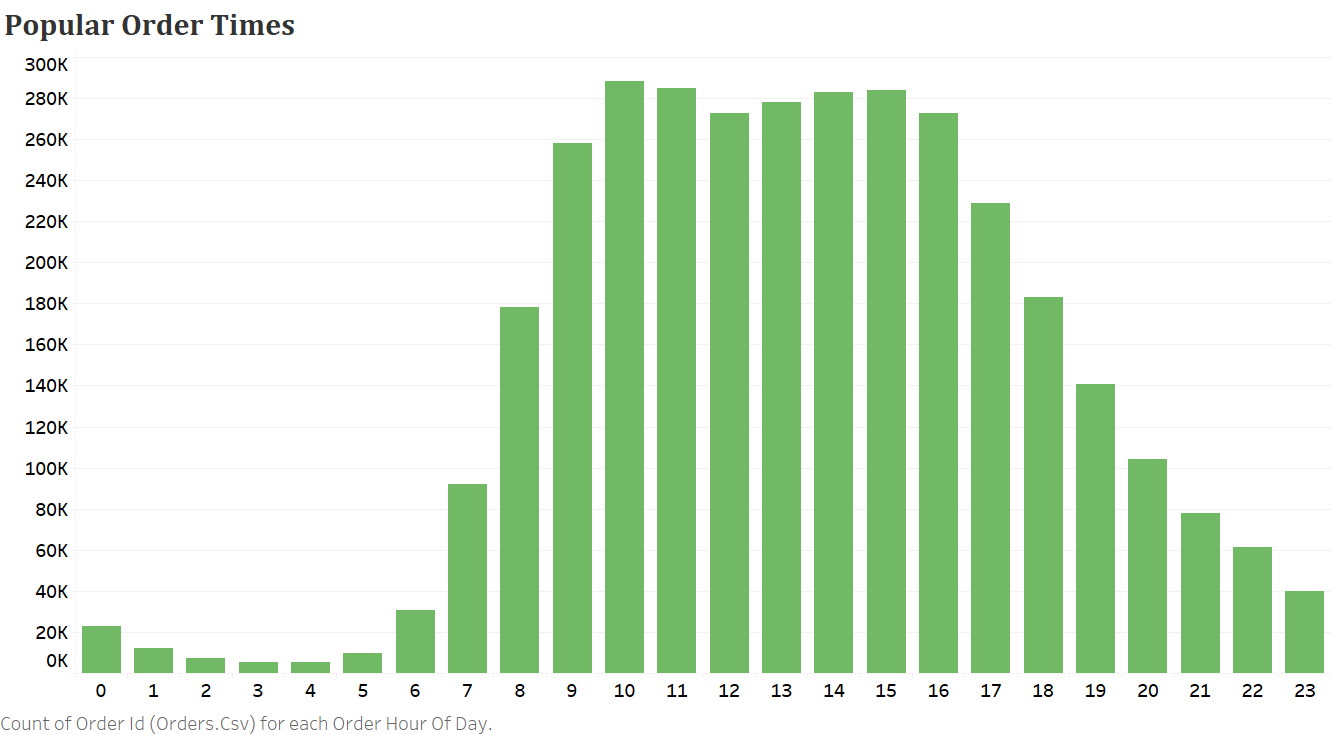 Popular Order Times
300K
280K
260K
240K
220K
200K
180K
160K
140K
120K
100K
80K
60K
40K
20K
0K
0 1 2 3 4 5 6 7 8 9 10 11 12 13 14 15 16 17 18 19 20 21 22 23
Count of Order Id (Orders.Csv) for each Order Hour Of Day.